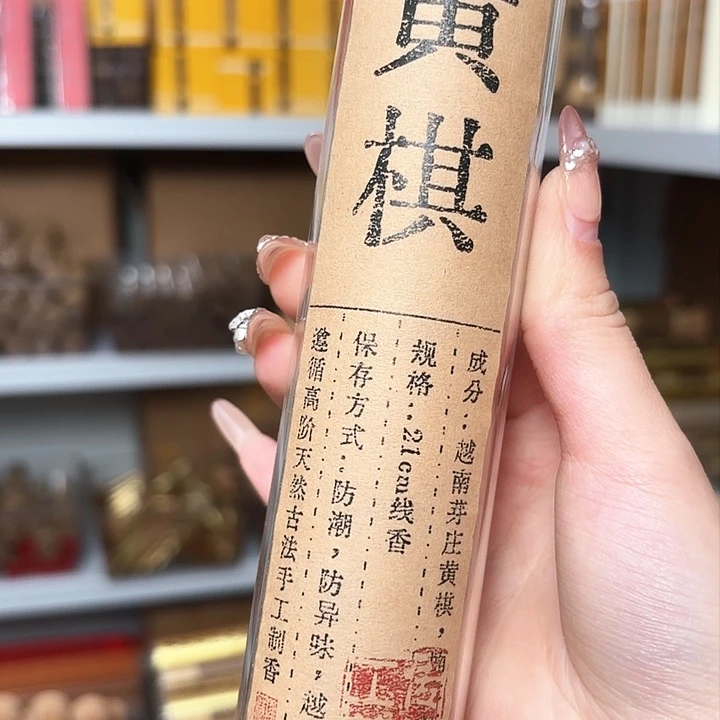 黄棋
成分：越南芽庄黄棋，
规格：21cm线香
保存方式：防潮，防异味，越
遵循高阶天然古法手工制香